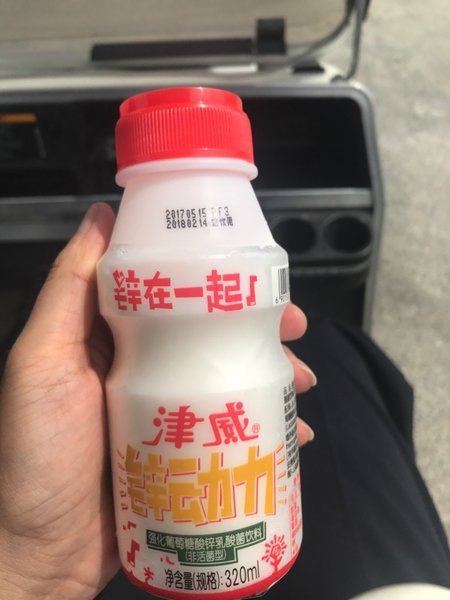 20170515 P F3
20180214 前饮用
锌在一起
津威®
锌动力
强化葡萄糖酸锌乳酸菌饮料
(非活菌型)
净含量(规格):320ml